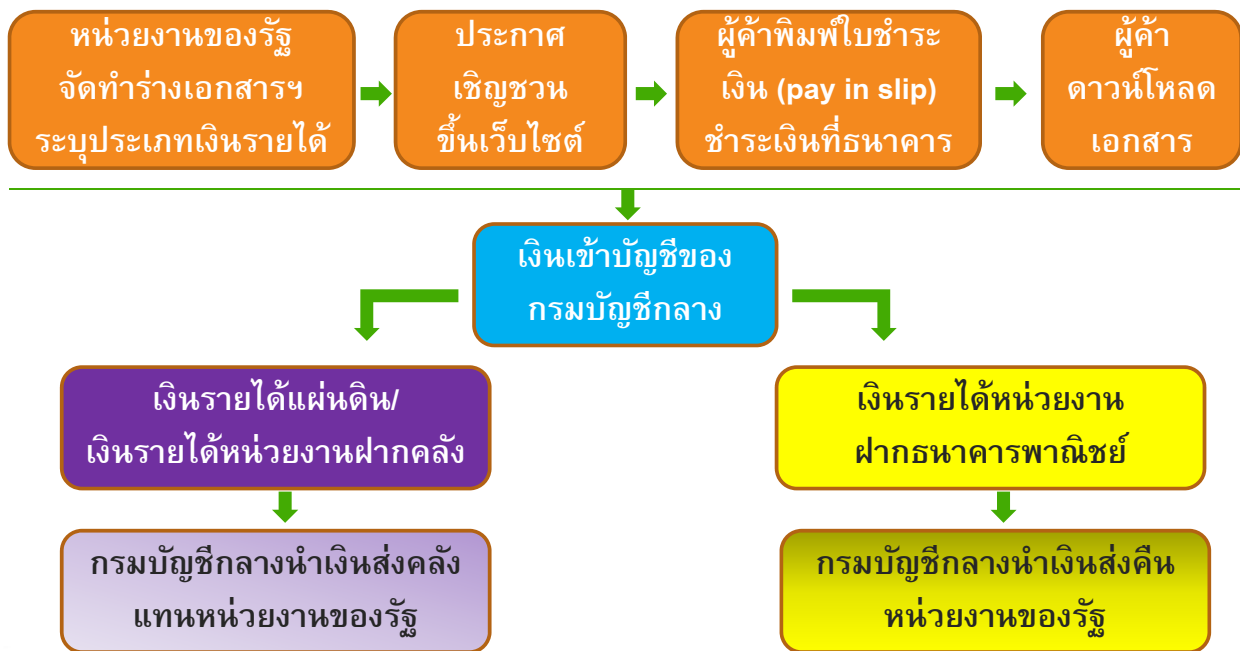 หน่วยงานของรัฐ
จัดทำร่างเอกสารฯ
ระบุประเภทเงินรายได้
ประกาศ
เชิญชวน
ขึ้นเว็บไซต์
ผู้ค้าพิมพ์ใบชำระ
เงิน (pay in slip)
ชำระเงินที่ธนาคาร
ผู้ค้า
ดาวน์โหลด
เอกสาร
เงินเข้าบัญชีของ
กรมบัญชีกลาง
เงินรายได้แผ่นดิน/
เงินรายได้หน่วยงานฝากคลัง
เงินรายได้หน่วยงาน
ฝากธนาคารพาณิชย์
กรมบัญชีกลางนำเงินส่งคลัง
แทนหน่วยงานของรัฐ
กรมบัญชีกลางนำเงินส่งคืน
หน่วยงานของรัฐ